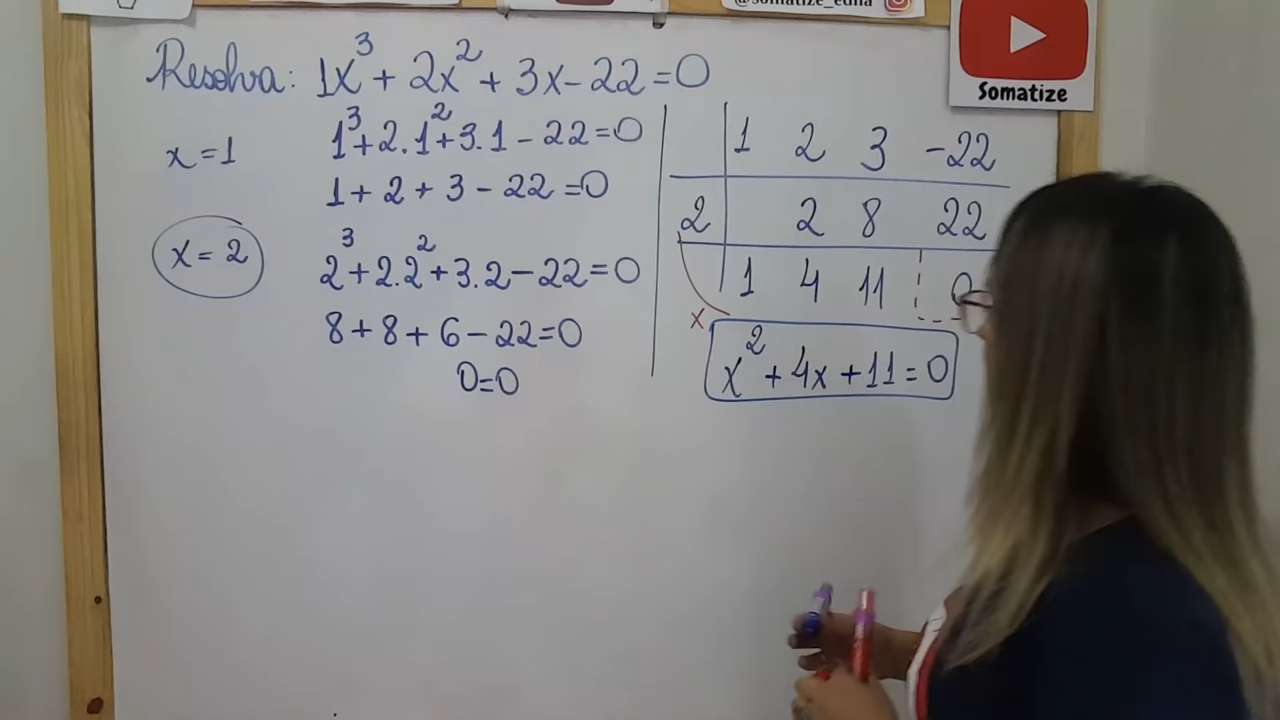 @somatize_edna
Somatize
Resolva: 1x³ + 2x² + 3x - 22 = 0
x = 1
1³ + 2.1² + 3.1 - 22 = 0
1 + 2 + 3 - 22 = 0
x = 2
2³ + 2.2² + 3.2 - 22 = 0
8 + 8 + 6 - 22 = 0
0 = 0
1 2 3 -22
2 2 8 22
1 4 11 0
x
x² + 4x + 11 = 0